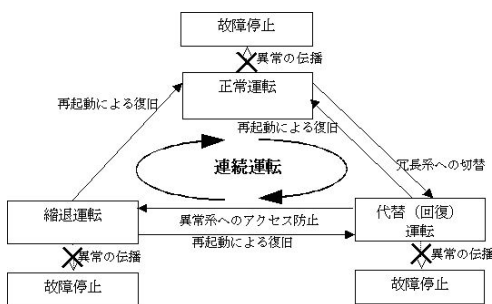 故障停止
異常の伝播
正常運転
再起動による復旧
再起動による復旧
冗長系への切替
連続運転
縮退運転
異常系へのアクセス防止
再起動による復旧
代替（回復）
運転
異常の伝播
異常の伝播
故障停止
故障停止